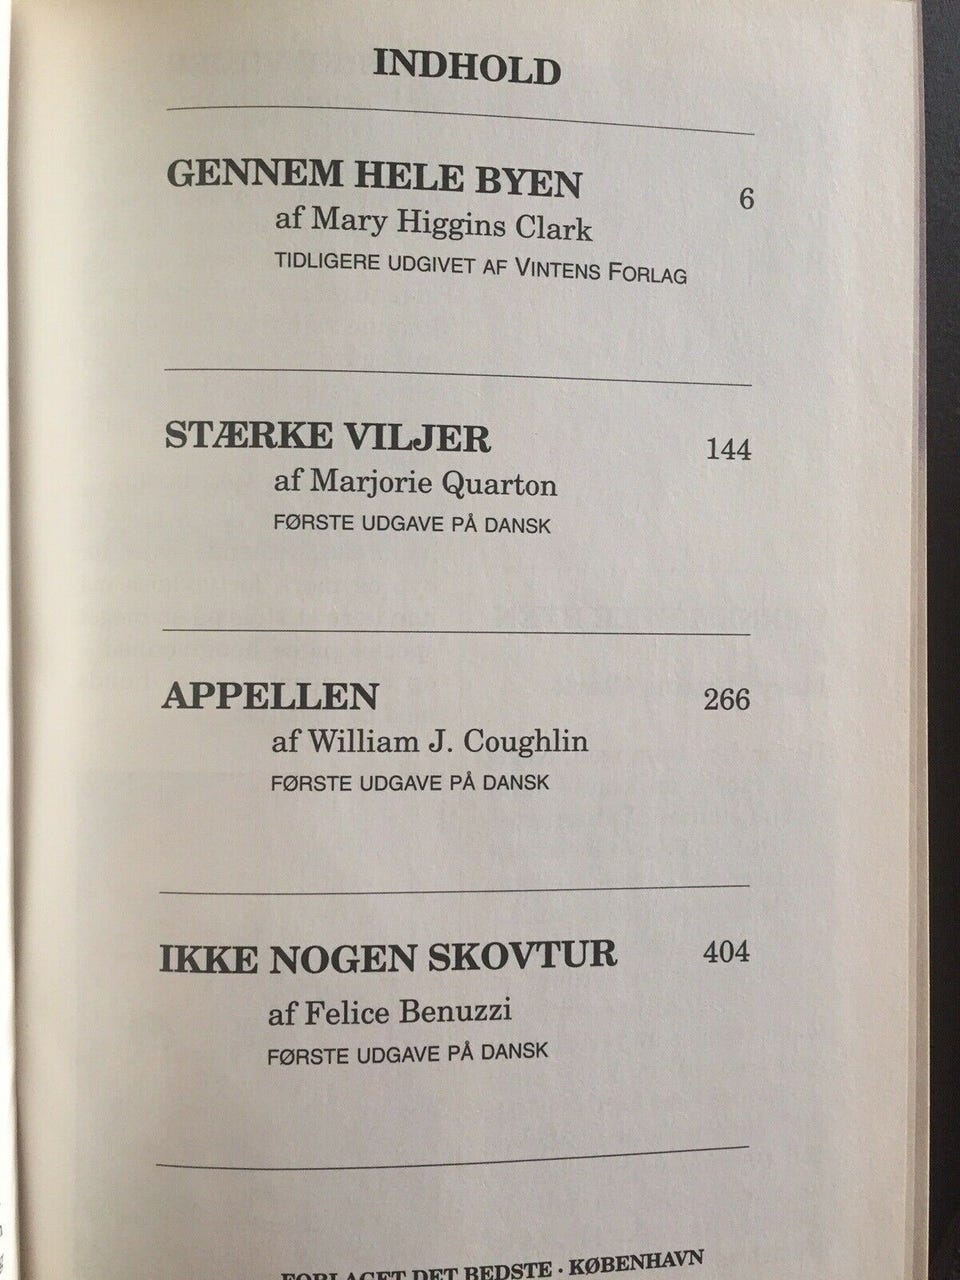 INDHOLD
GENNEM HELE BYEN 6
af Mary Higgins Clark
TIDLIGERE UDGIVET AF VINTENS FORLAG
STÆRKE VILJER 144
af Marjorie Quarton
FØRSTE UDGAVE PÅ DANSK
APPELLEN 266
af William J. Coughlin
FØRSTE UDGAVE PÅ DANSK
IKKE NOGEN SKOVTUR 404
af Felice Benuzzi
FØRSTE UDGAVE PÅ DANSK
FORLAGET DET BEDSTE · KØBENHAVN